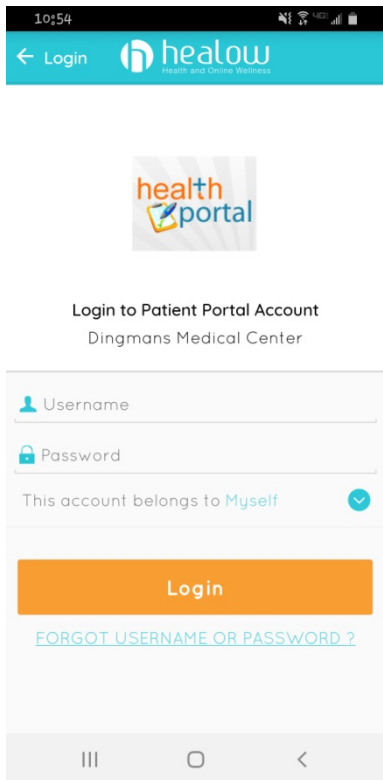 10:54
Login
healow
Health and Online Wellness
health
portal
Login to Patient Portal Account
Dingmans Medical Center
Username
Password
This account belongs to Myself
Login
FORGOT USERNAME OR PASSWORD ?